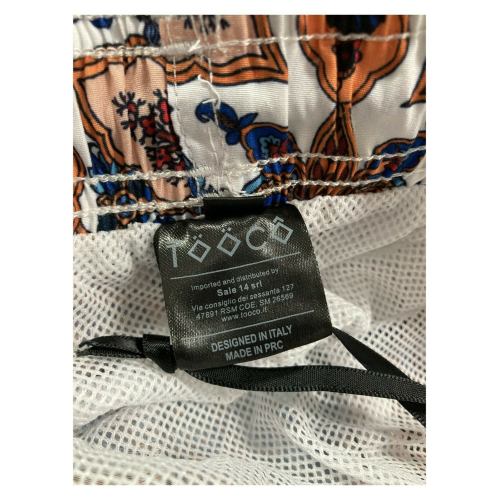 TÖÖCÔ
Imported and distributed by
Sale 14 srl
Via consiglio dei sessanta 127
47891 RSM COE. SM 26569
www.tooco.it
DESIGNED IN ITALY
MADE IN PRC